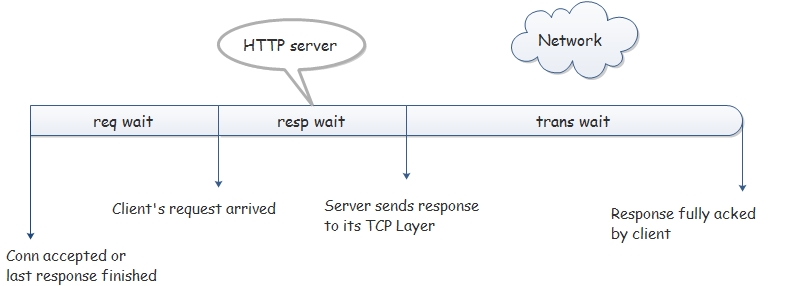 HTTP server
Network
req wait
resp wait
trans wait
Client's request arrived
Server sends response
to its TCP Layer
Response fully acked
by client
Conn accepted or
last response finished